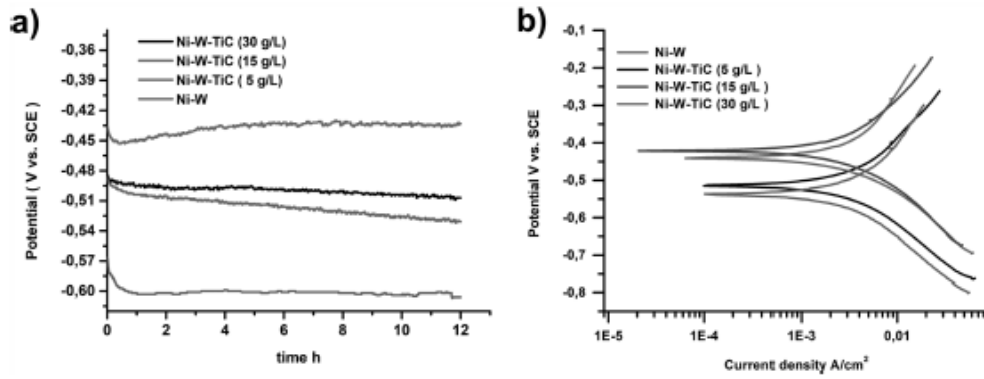 a)
Ni-W-TiC (30 g/L)
Ni-W-TiC (15 g/L)
Ni-W-TiC ( 5 g/L)
Ni-W
-0,36
-0,39
-0,42
-0,45
-0,48
-0,51
-0,54
-0,57
-0,60
Potential ( V vs. SCE)
0 2 4 6 8 10 12
time h
b)
Ni-W
Ni-W-TiC (5 g/L )
Ni-W-TiC (15 g/L )
Ni-W-TiC (30 g/L )
-0,1
-0,2
-0,3
-0,4
-0,5
-0,6
-0,7
-0,8
Potential V vs. SCE
1E-5 1E-4 1E-3 0,01
Current density A/cm²